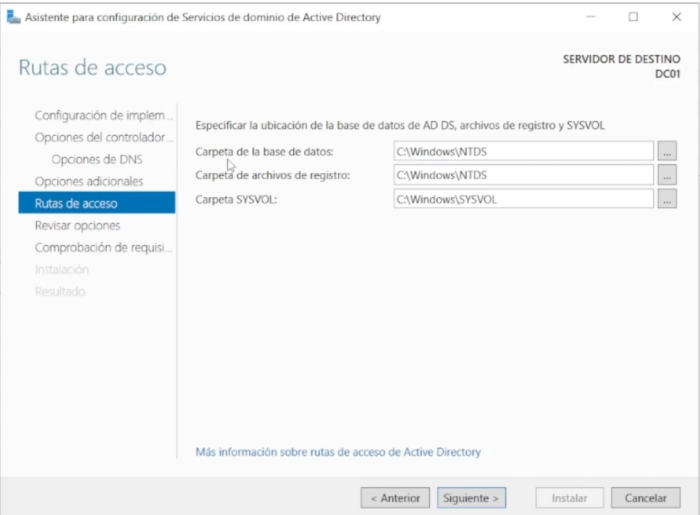 Asistente para configuración de Servicios de dominio de Active Directory
Rutas de acceso
SERVIDOR DE DESTINO
DC01
Configuración de implem...
Opciones del controlador...
Opciones de DNS
Opciones adicionales
Rutas de acceso
Revisar opciones
Comprobación de requisi...
Instalación
Resultado
Especificar la ubicación de la base de datos de AD DS, archivos de registro y SYSVOL
Carpeta de la base de datos: C:\Windows\NTDS ...
Carpeta de archivos de registro: C:\Windows\NTDS ...
Carpeta SYSVOL: C:\Windows\SYSVOL ...
Más información sobre rutas de acceso de Active Directory
< Anterior Siguiente > Instalar Cancelar